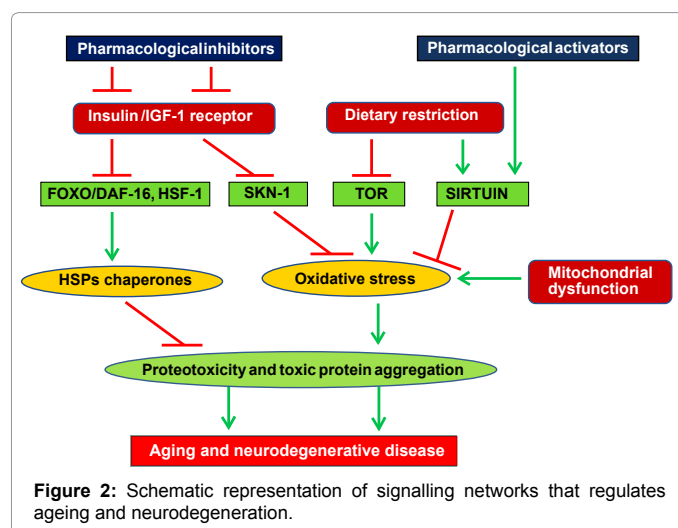 Pharmacological inhibitors
Pharmacological activators
Insulin /IGF-1 receptor
Dietary restriction
FOXO/DAF-16, HSF-1
SKN-1
TOR
SIRTUIN
HSPs chaperones
Oxidative stress
Mitochondrial
dysfunction
Proteotoxicity and toxic protein aggregation
Aging and neurodegenerative disease
Figure 2: Schematic representation of signalling networks that regulates
ageing and neurodegeneration.